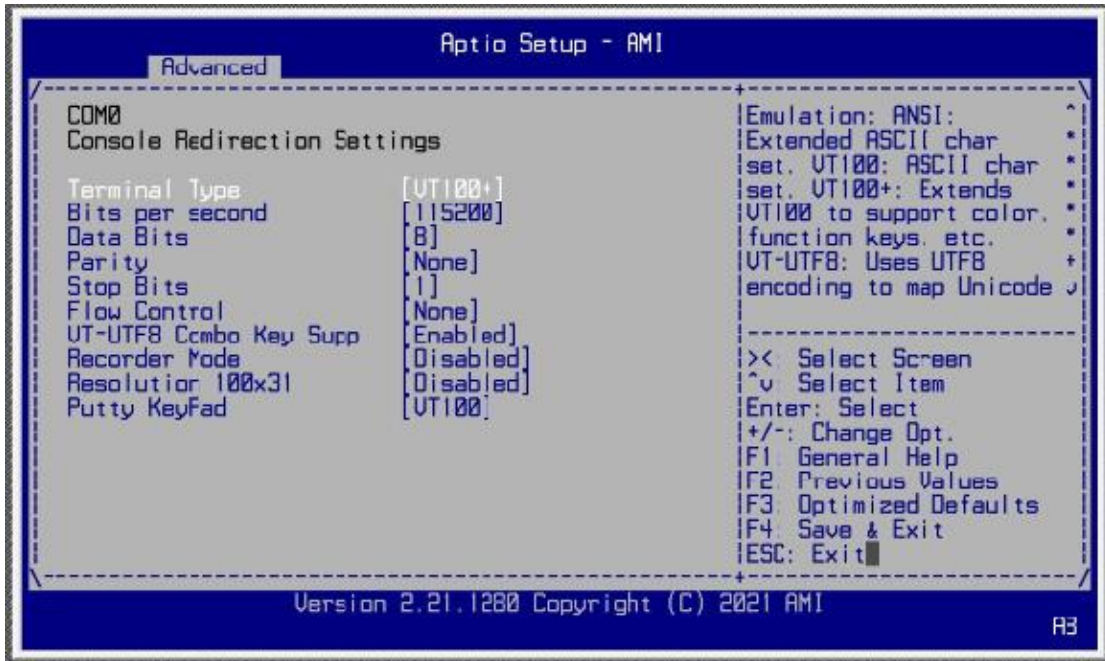 Aptio Setup - AMI
Advanced
COM0
Console Redirection Settings
Terminal Type [VT100+]
Bits per second [115200]
Data Bits [8]
Parity [None]
Stop Bits [1]
Flow Control [None]
VT-UTF8 Combo Key Supp [Enabled]
Recorder Mode [Disabled]
Resolution 100x31 [Disabled]
Putty KeyPad [VT100]
Emulation: ANSI:
Extended ASCII char
set. VT100: ASCII char
set. VT100+: Extends
VT100 to support color,
function keys, etc.
VT-UTF8: Uses UTF8
encoding to map Unicode
><: Select Screen
^v: Select Item
Enter: Select
+/-: Change Opt.
F1: General Help
F2: Previous Values
F3: Optimized Defaults
F4: Save & Exit
ESC: Exit
Version 2.21.1280 Copyright (C) 2021 AMI
A3